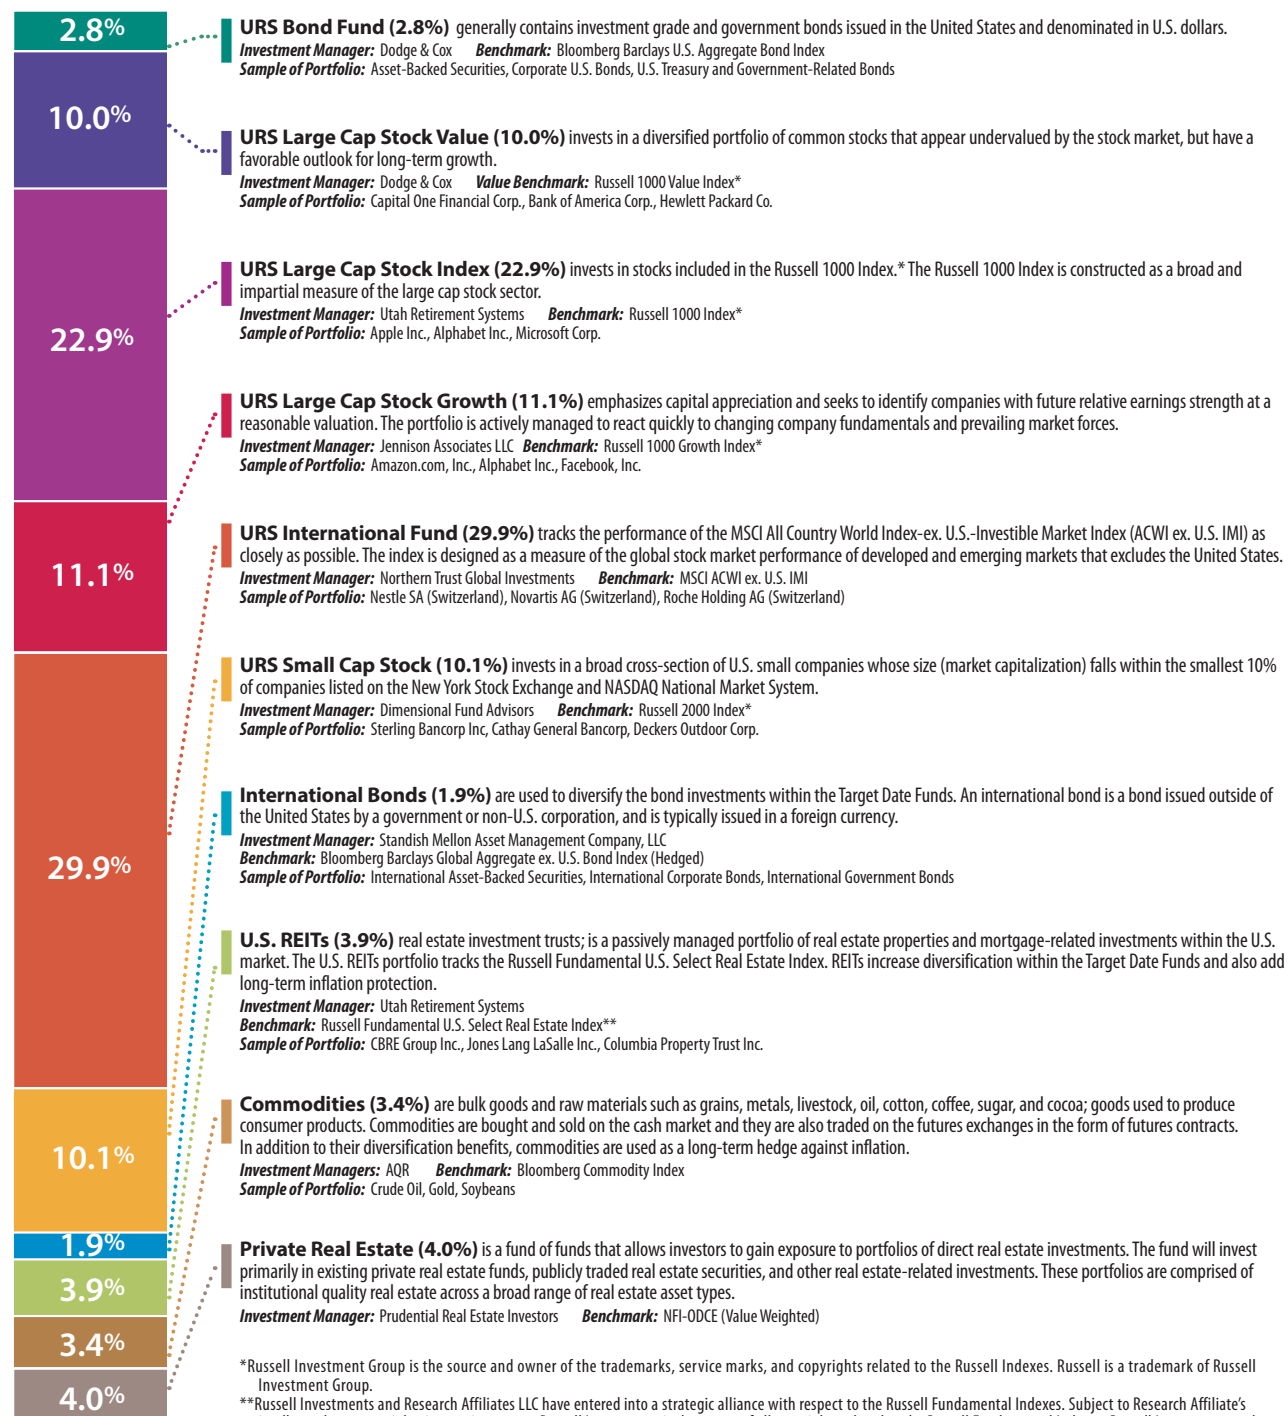 2.8%
URS Bond Fund (2.8%) generally contains investment grade and government bonds issued in the United States and denominated in U.S. dollars.
Investment Manager: Dodge & Cox Benchmark: Bloomberg Barclays U.S. Aggregate Bond Index
Sample of Portfolio: Asset-Backed Securities, Corporate U.S. Bonds, U.S. Treasury and Government-Related Bonds
10.0%
URS Large Cap Stock Value (10.0%) invests in a diversified portfolio of common stocks that appear undervalued by the stock market, but have a
favorable outlook for long-term growth.
Investment Manager: Dodge & Cox Value Benchmark: Russell 1000 Value Index*
Sample of Portfolio: Capital One Financial Corp., Bank of America Corp., Hewlett Packard Co.
22.9%
URS Large Cap Stock Index (22.9%) invests in stocks included in the Russell 1000 Index.* The Russell 1000 Index is constructed as a broad and
impartial measure of the large cap stock sector.
Investment Manager: Utah Retirement Systems Benchmark: Russell 1000 Index*
Sample of Portfolio: Apple Inc., Alphabet Inc., Microsoft Corp.
11.1%
URS Large Cap Stock Growth (11.1%) emphasizes capital appreciation and seeks to identify companies with future relative earnings strength at a
reasonable valuation. The portfolio is actively managed to react quickly to changing company fundamentals and prevailing market forces.
Investment Manager: Jennison Associates LLC Benchmark: Russell 1000 Growth Index*
Sample of Portfolio: Amazon.com, Inc., Alphabet Inc., Facebook, Inc.
29.9%
URS International Fund (29.9%) tracks the performance of the MSCI All Country World Index-ex. U.S.-Investible Market Index (ACWI ex. U.S. IMI) as
closely as possible. The index is designed as a measure of the global stock market performance of developed and emerging markets that excludes the United States.
Investment Manager: Northern Trust Global Investments Benchmark: MSCI ACWI ex. U.S. IMI
Sample of Portfolio: Nestle SA (Switzerland), Novartis AG (Switzerland), Roche Holding AG (Switzerland)
10.1%
URS Small Cap Stock (10.1%) invests in a broad cross-section of U.S. small companies whose size (market capitalization) falls within the smallest 10%
of companies listed on the New York Stock Exchange and NASDAQ National Market System.
Investment Manager: Dimensional Fund Advisors Benchmark: Russell 2000 Index*
Sample of Portfolio: Sterling Bancorp Inc, Cathay General Bancorp, Deckers Outdoor Corp.
1.9%
International Bonds (1.9%) are used to diversify the bond investments within the Target Date Funds. An international bond is a bond issued outside of
the United States by a government or non-U.S. corporation, and is typically issued in a foreign currency.
Investment Manager: Standish Mellon Asset Management Company, LLC
Benchmark: Bloomberg Barclays Global Aggregate ex. U.S. Bond Index (Hedged)
Sample of Portfolio: International Asset-Backed Securities, International Corporate Bonds, International Government Bonds
3.9%
U.S. REITs (3.9%) real estate investment trusts; is a passively managed portfolio of real estate properties and mortgage-related investments within the U.S.
market. The U.S. REITs portfolio tracks the Russell Fundamental U.S. Select Real Estate Index. REITs increase diversification within the Target Date Funds and also add
long-term inflation protection.
Investment Manager: Utah Retirement Systems
Benchmark: Russell Fundamental U.S. Select Real Estate Index**
Sample of Portfolio: CBRE Group Inc., Jones Lang LaSalle Inc., Columbia Property Trust Inc.
3.4%
Commodities (3.4%) are bulk goods and raw materials such as grains, metals, livestock, oil, cotton, coffee, sugar, and cocoa; goods used to produce
consumer products. Commodities are bought and sold on the cash market and they are also traded on the futures exchanges in the form of futures contracts.
In addition to their diversification benefits, commodities are used as a long-term hedge against inflation.
Investment Managers: AQR Benchmark: Bloomberg Commodity Index
Sample of Portfolio: Crude Oil, Gold, Soybeans
4.0%
Private Real Estate (4.0%) is a fund of funds that allows investors to gain exposure to portfolios of direct real estate investments. The fund will invest
primarily in existing private real estate funds, publicly traded real estate securities, and other real estate-related investments. These portfolios are comprised of
institutional quality real estate across a broad range of real estate asset types.
Investment Manager: Prudential Real Estate Investors Benchmark: NFI-ODCE (Value Weighted)
*Russell Investment Group is the source and owner of the trademarks, service marks, and copyrights related to the Russell Indexes. Russell is a trademark of Russell
Investment Group.
**Russell Investments and Research Affiliates LLC have entered into a strategic alliance with respect to the Russell Fundamental Indexes. Subject to Research Affiliate's